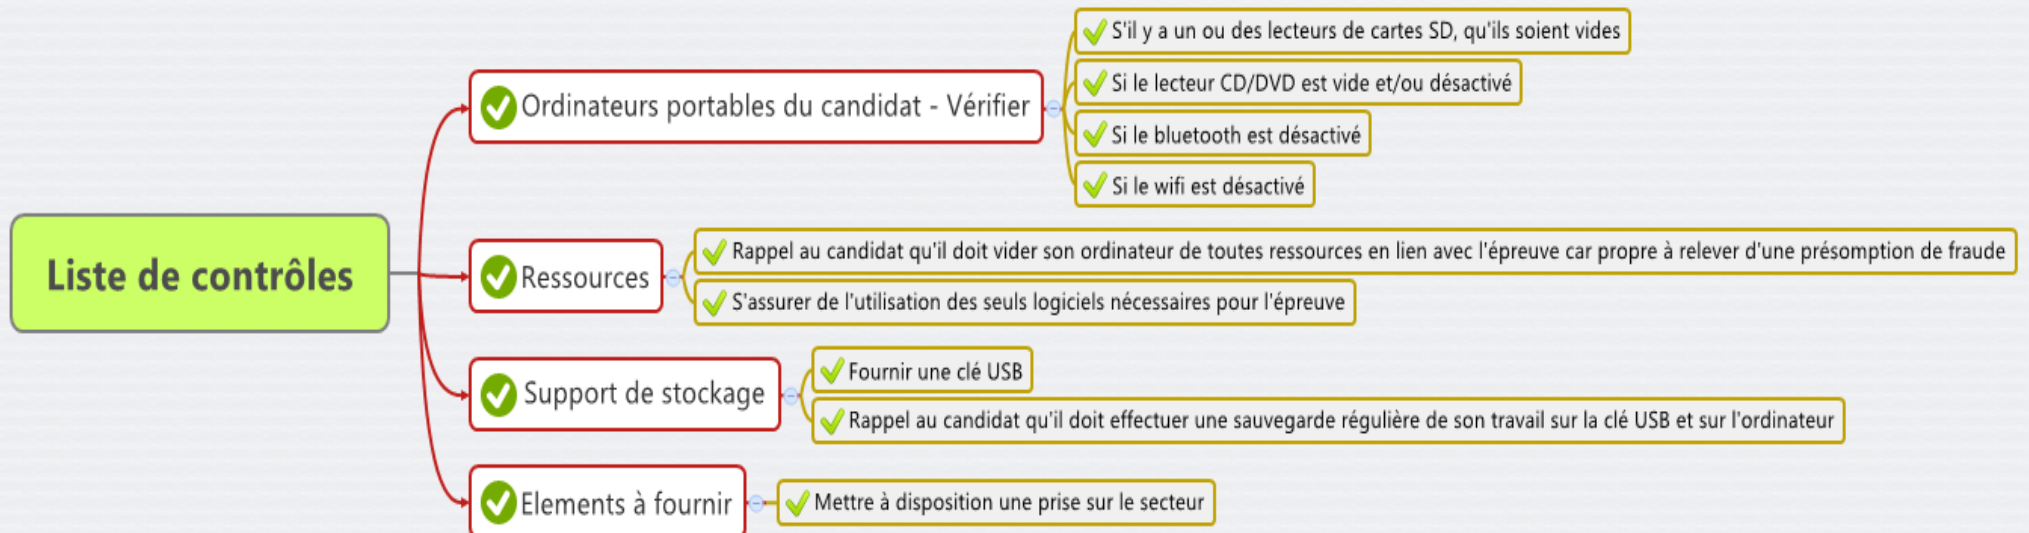 Liste de contrôles
Ordinateurs portables du candidat - Vérifier
S'il y a un ou des lecteurs de cartes SD, qu'ils soient vides
Si le lecteur CD/DVD est vide et/ou désactivé
Si le bluetooth est désactivé
Si le wifi est désactivé
Ressources
Rappel au candidat qu'il doit vider son ordinateur de toutes ressources en lien avec l'épreuve car propre à relever d'une présomption de fraude
S'assurer de l'utilisation des seuls logiciels nécessaires pour l'épreuve
Support de stockage
Fournir une clé USB
Rappel au candidat qu'il doit effectuer une sauvegarde régulière de son travail sur la clé USB et sur l'ordinateur
Elements à fournir
Mettre à disposition une prise sur le secteur